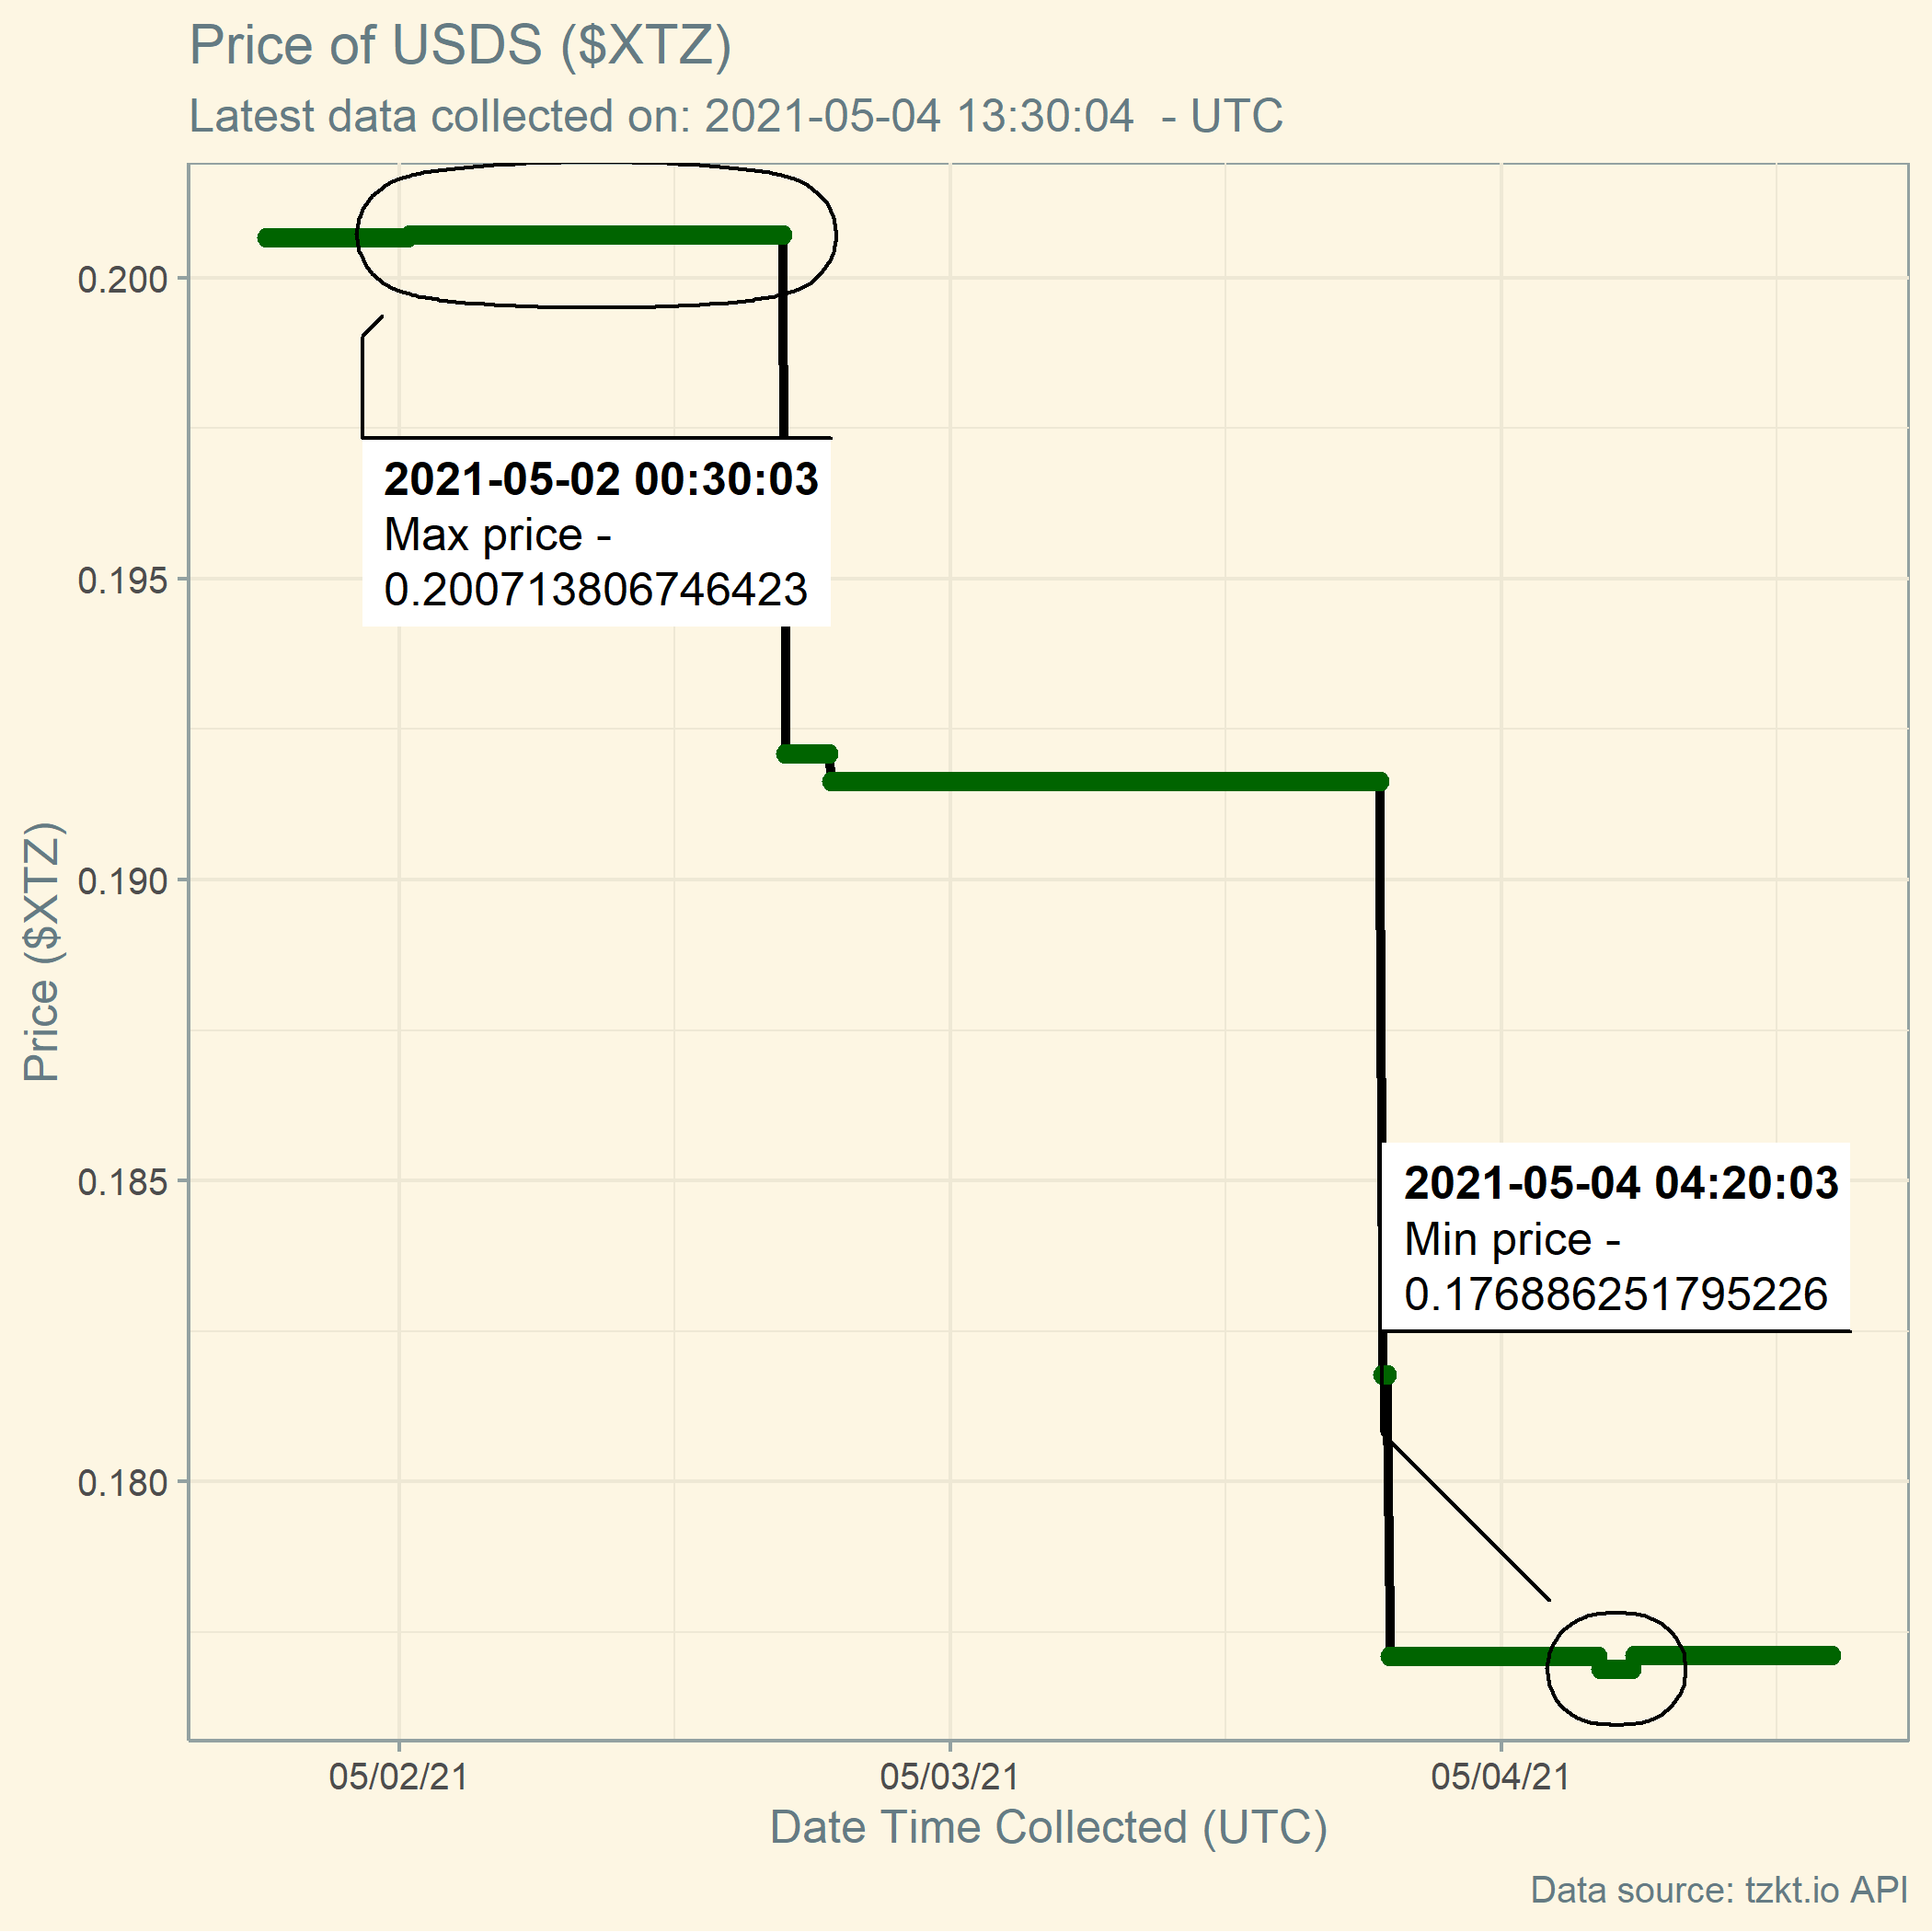 Price of USDS ($XTZ)
Latest data collected on: 2021-05-04 13:30:04  - UTC
0.200
0.195
0.190
0.185
0.180
Price ($XTZ)
2021-05-02 00:30:03
Max price -
0.200713806746423
2021-05-04 04:20:03
Min price -
0.176886251795226
05/02/21
05/03/21
05/04/21
Date Time Collected (UTC)
Data source: tzkt.io API